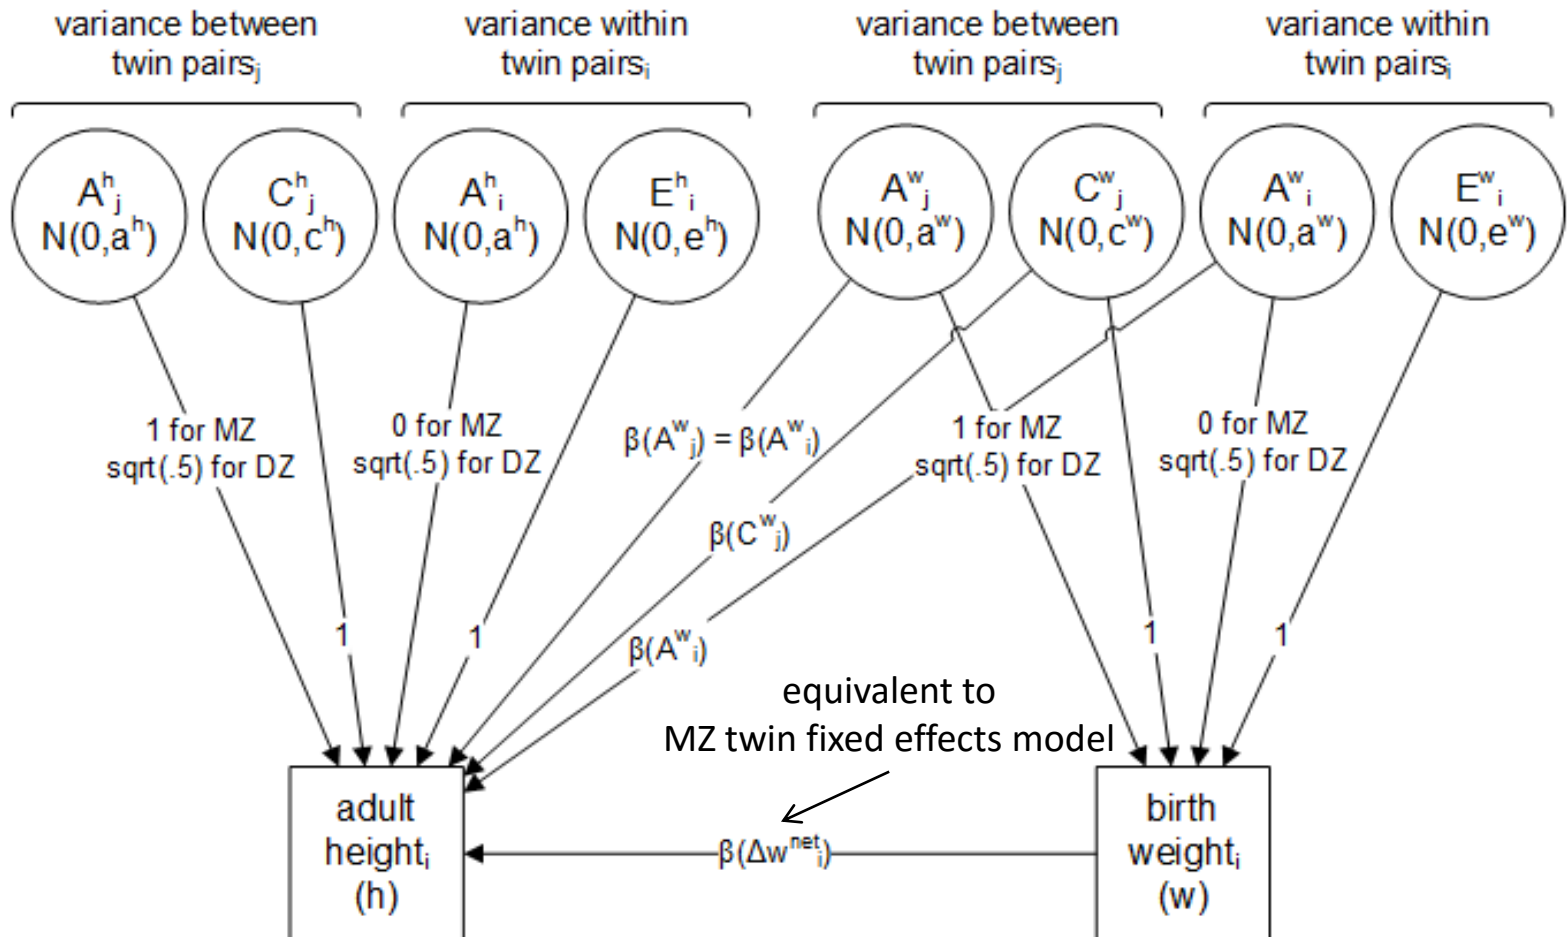 variance between
twin pairsⱼ
variance within
twin pairsᵢ
variance between
twin pairsⱼ
variance within
twin pairsᵢ
Aʰⱼ
N(0,aʰ)
Cʰⱼ
N(0,cʰ)
Aʰᵢ
N(0,aʰ)
Eʰᵢ
N(0,eʰ)
Aʷⱼ
N(0,aʷ)
Cʷⱼ
N(0,cʷ)
Aʷᵢ
N(0,aʷ)
Eʷᵢ
N(0,eʷ)
1 for MZ
sqrt(.5) for DZ
0 for MZ
sqrt(.5) for DZ
β(Aʷⱼ) = β(Aʷᵢ)
1 for MZ
sqrt(.5) for DZ
0 for MZ
sqrt(.5) for DZ
β(Cʷⱼ)
1
1
β(Aʷᵢ)
1
1
equivalent to
MZ twin fixed effects model
adult
heightᵢ
(h)
β(Δwⁿᵉᵗᵢ)
birth
weightᵢ
(w)